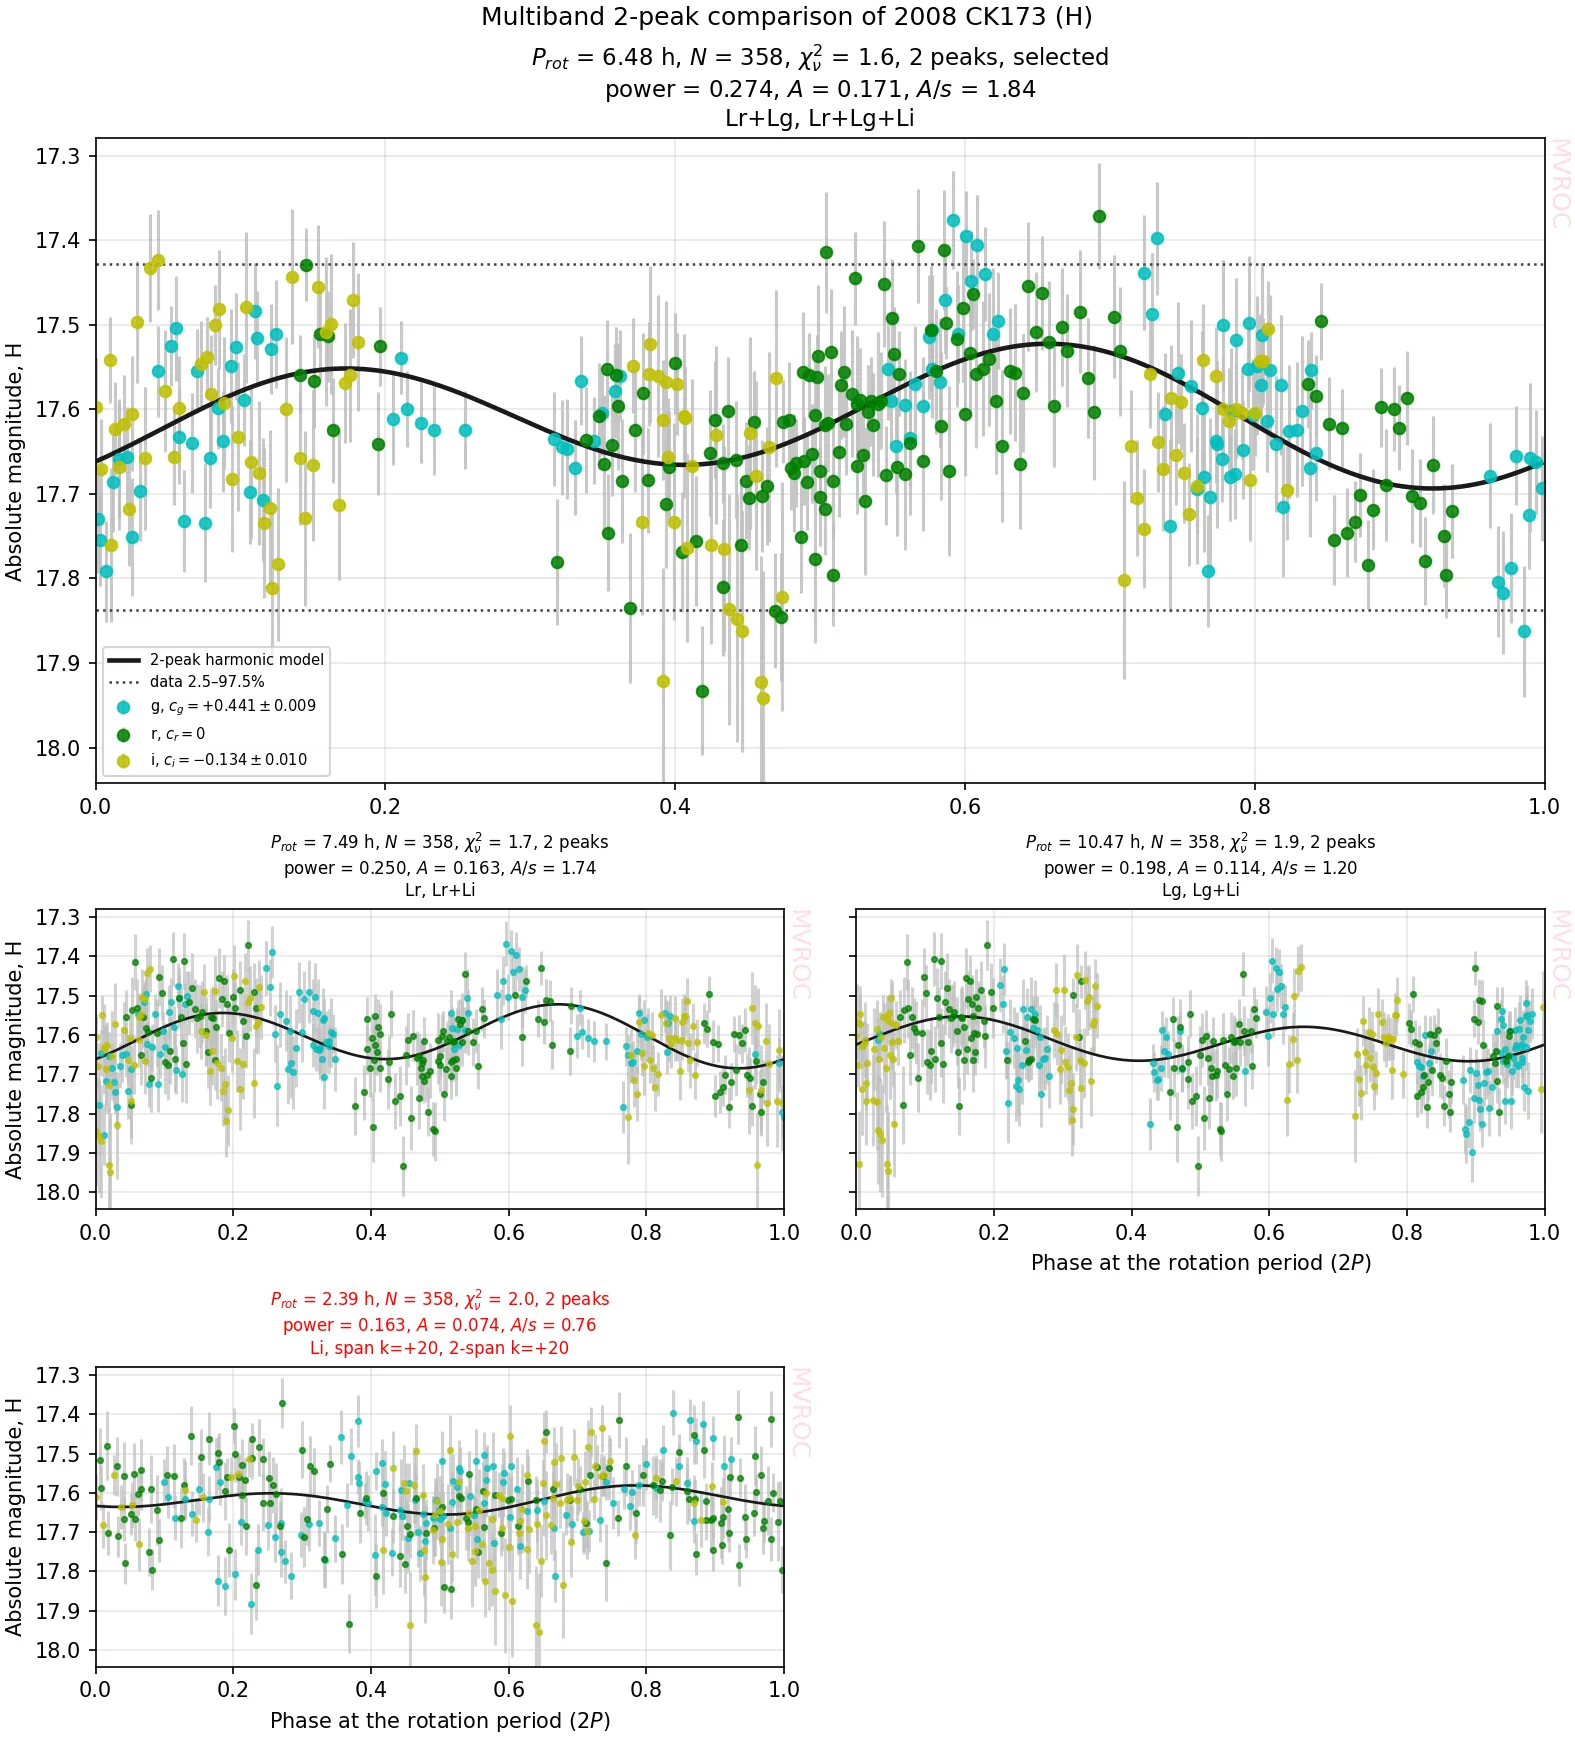 Multiband 2-peak comparison of 2008 CK173 (H)
P_rot = 6.48 h, N = 358, χ²_ν = 1.6, 2 peaks, selected
power = 0.274, A = 0.171, A/s = 1.84
Lr+Lg, Lr+Lg+Li
MVROC
Absolute magnitude, H
17.3
17.4
17.5
17.6
17.7
17.8
17.9
18.0
2-peak harmonic model
data 2.5–97.5%
g, c_g = +0.441 ± 0.009
r, c_r = 0
i, c_i = −0.134 ± 0.010
0.0 0.2 0.4 0.6 0.8 1.0
P_rot = 7.49 h, N = 358, χ²_ν = 1.7, 2 peaks
power = 0.250, A = 0.163, A/s = 1.74
Lr, Lr+Li
MVROC
Absolute magnitude, H
17.3
17.4
17.5
17.6
17.7
17.8
17.9
18.0
0.0 0.2 0.4 0.6 0.8 1.0
P_rot = 10.47 h, N = 358, χ²_ν = 1.9, 2 peaks
power = 0.198, A = 0.114, A/s = 1.20
Lg, Lg+Li
MVROC
0.0 0.2 0.4 0.6 0.8 1.0
Phase at the rotation period (2P)
P_rot = 2.39 h, N = 358, χ²_ν = 2.0, 2 peaks
power = 0.163, A = 0.074, A/s = 0.76
Li, span k=+20, 2-span k=+20
MVROC
Absolute magnitude, H
17.3
17.4
17.5
17.6
17.7
17.8
17.9
18.0
0.0 0.2 0.4 0.6 0.8 1.0
Phase at the rotation period (2P)